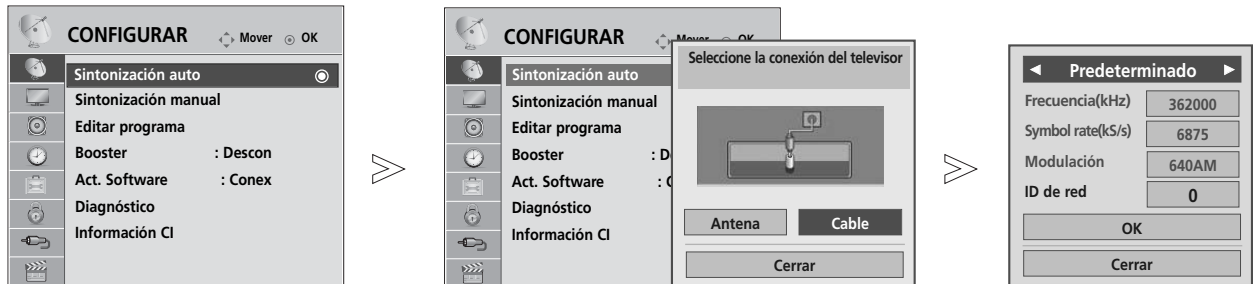 CONFIGURAR Mover OK
Sintonización auto
Sintonización manual
Editar programa
Booster : Descon
Act. Software : Conex
Diagnóstico
Información CI
CONFIGURAR Mover OK
Sintonización auto
Sintonización manual
Editar programa
Booster : D
Act. Software : C
Diagnóstico
Información CI
Seleccione la conexión del televisor
Antena Cable
Cerrar
◄ Predeterminado ►
Frecuencia(kHz) 362000
Symbol rate(kS/s) 6875
Modulación 640AM
ID de red 0
OK
Cerrar